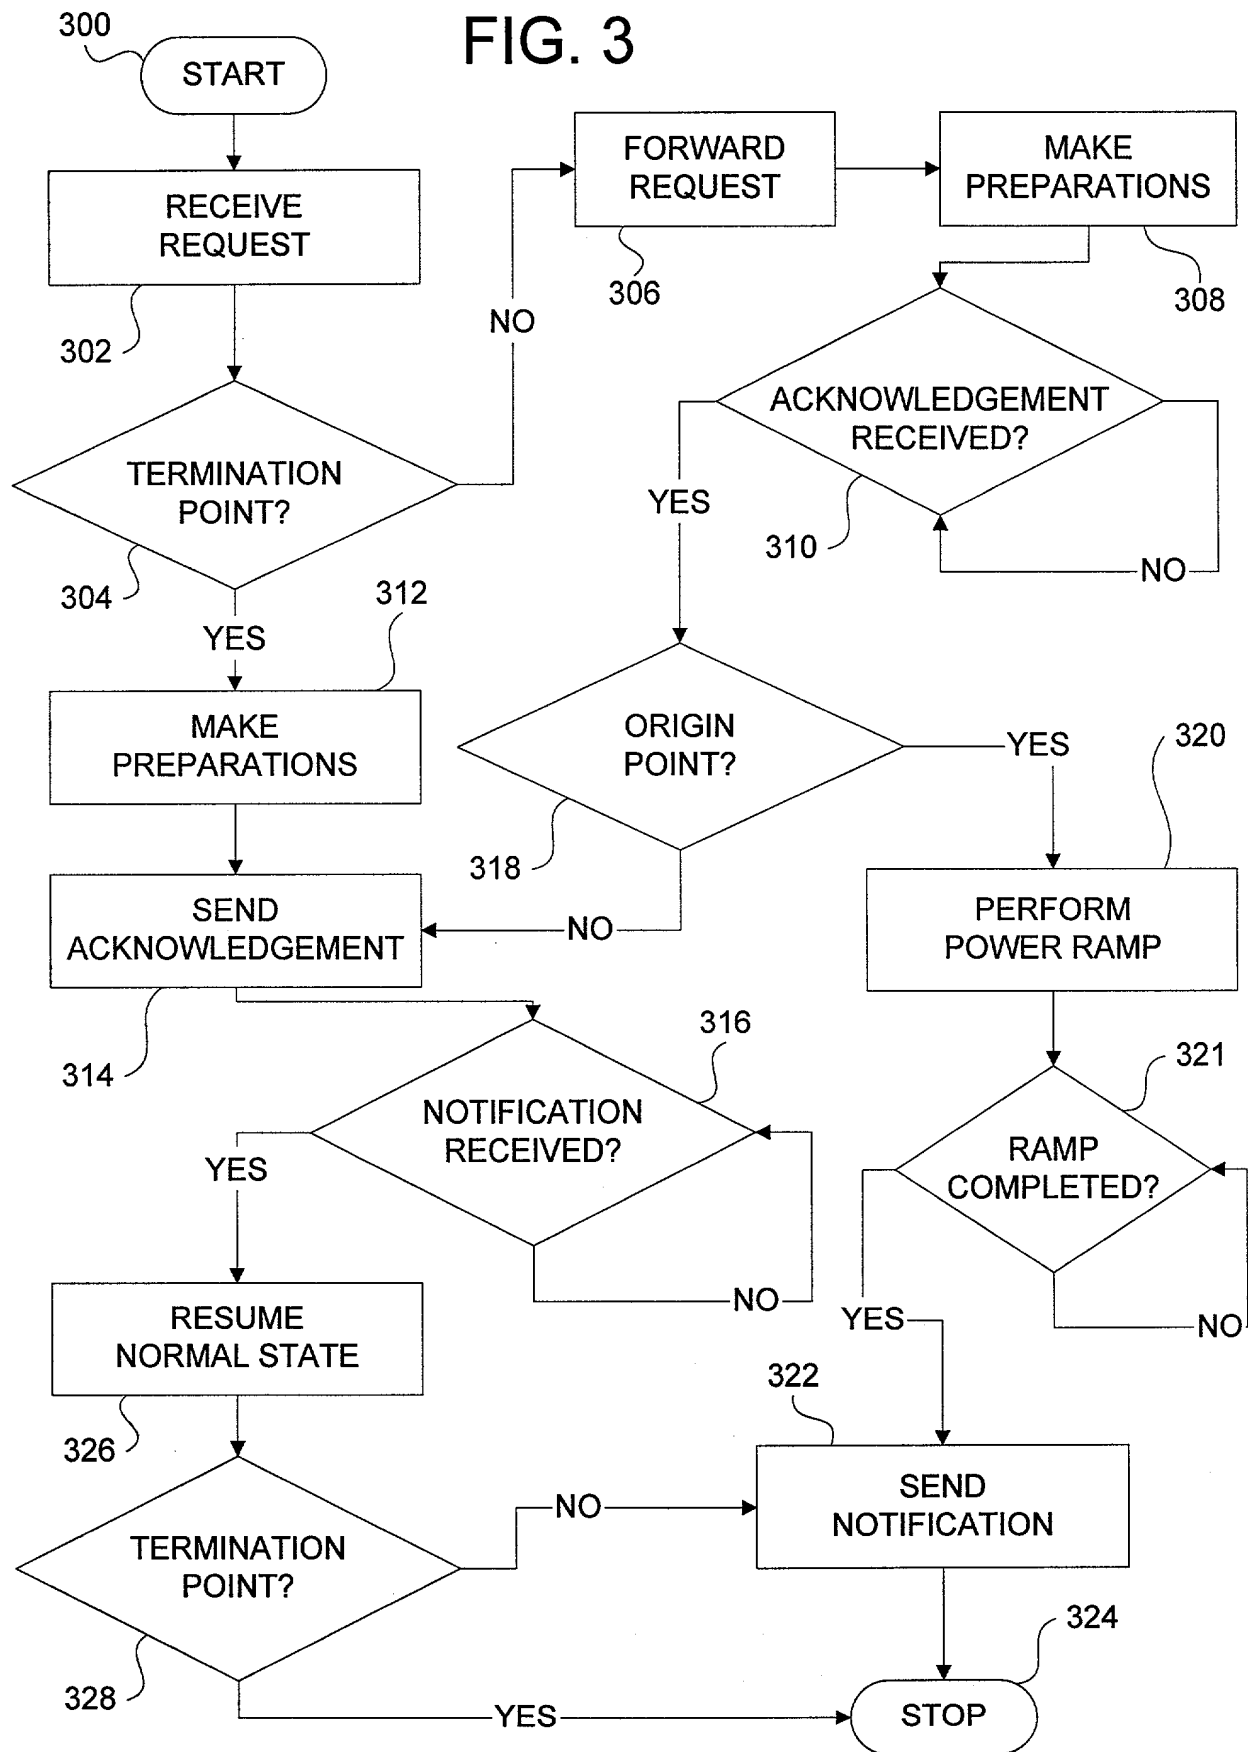 FIG. 3
300
START
RECEIVE
REQUEST
302
FORWARD
REQUEST
306
MAKE
PREPARATIONS
308
NO
TERMINATION
POINT?
304
ACKNOWLEDGEMENT
RECEIVED?
310
NO
YES
YES
312
MAKE
PREPARATIONS
ORIGIN
POINT?
318
YES
320
NO
SEND
ACKNOWLEDGEMENT
314
PERFORM
POWER RAMP
316
NOTIFICATION
RECEIVED?
YES
NO
321
RAMP
COMPLETED?
YES
NO
RESUME
NORMAL STATE
326
322
SEND
NOTIFICATION
TERMINATION
POINT?
328
NO
YES
324
STOP